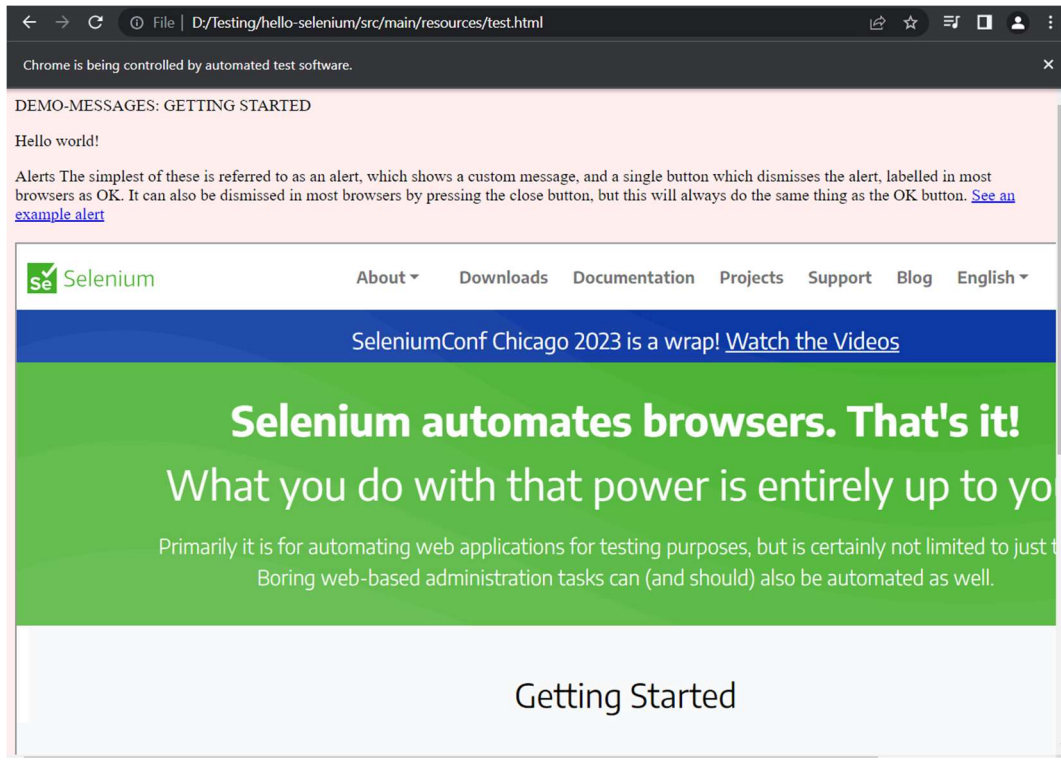 File | D:/Testing/hello-selenium/src/main/resources/test.html
Chrome is being controlled by automated test software.
DEMO-MESSAGES: GETTING STARTED
Hello world!
Alerts The simplest of these is referred to as an alert, which shows a custom message, and a single button which dismisses the alert, labelled in most
browsers as OK. It can also be dismissed in most browsers by pressing the close button, but this will always do the same thing as the OK button. See an
example alert
Se Selenium About Downloads Documentation Projects Support Blog English
SeleniumConf Chicago 2023 is a wrap! Watch the Videos
Selenium automates browsers. That's it!
What you do with that power is entirely up to yo
Primarily it is for automating web applications for testing purposes, but is certainly not limited to just t
Boring web-based administration tasks can (and should) also be automated as well.
Getting Started